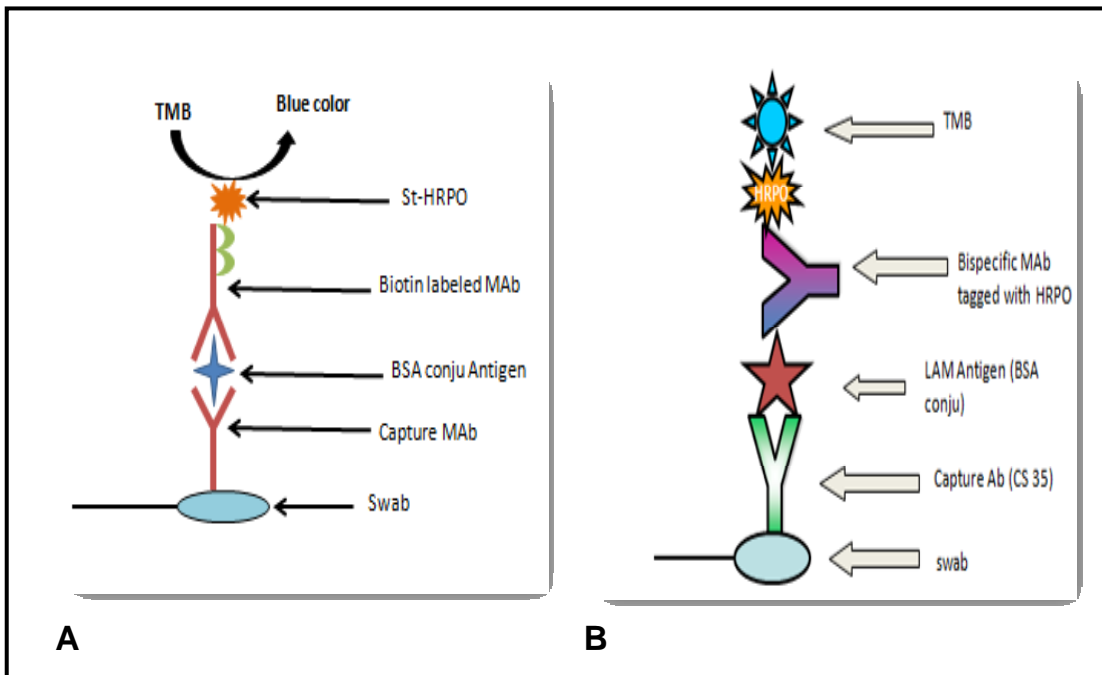 TMB
Blue color
St-HRPO
Biotin labeled MAb
BSA conju Antigen
Capture MAb
Swab
A
TMB
HRPO
Bispecific MAb
tagged with HRPO
LAM Antigen (BSA
conju)
Capture Ab (CS 35)
swab
B